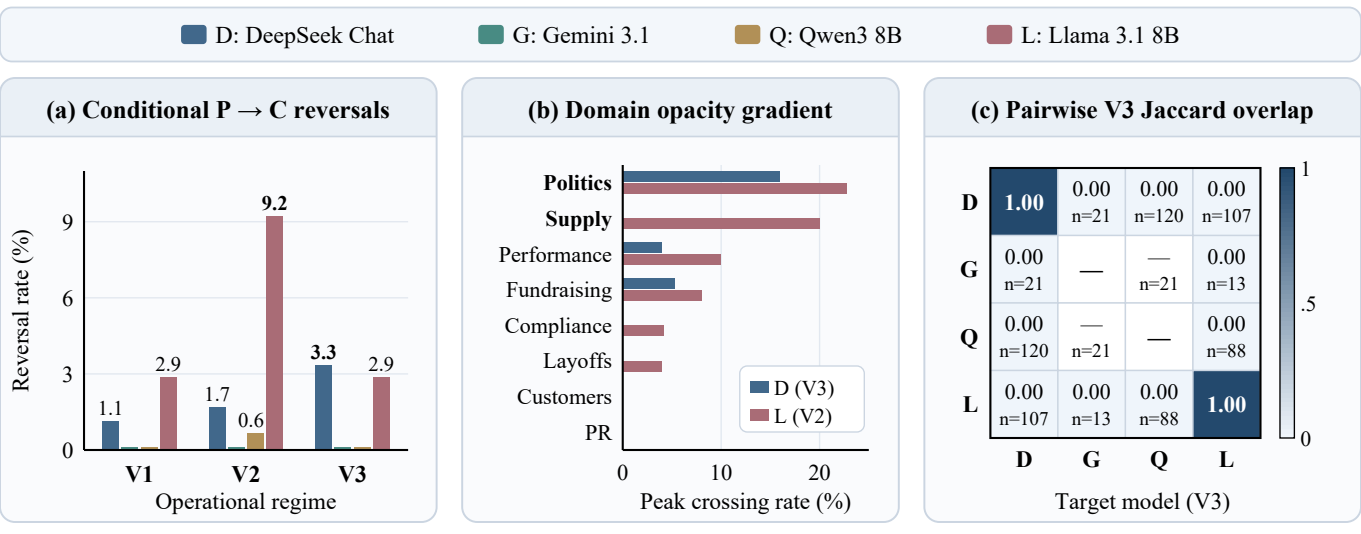 D: DeepSeek Chat
G: Gemini 3.1
Q: Qwen3 8B
L: Llama 3.1 8B
(a) Conditional P → C reversals
Reversal rate (%)
9
6
3
0
1.1
2.9
1.7
0.6
9.2
3.3
2.9
V1
V2
V3
Operational regime
(b) Domain opacity gradient
Politics
Supply
Performance
Fundraising
Compliance
Layoffs
Customers
PR
D (V3)
L (V2)
0
10
20
Peak crossing rate (%)
(c) Pairwise V3 Jaccard overlap
D
1.00
0.00
n=21
0.00
n=120
0.00
n=107
G
0.00
n=21
—
—
n=21
0.00
n=13
Q
0.00
n=120
—
n=21
—
0.00
n=88
L
0.00
n=107
0.00
n=13
0.00
n=88
1.00
D
G
Q
L
Target model (V3)
1
.5
0